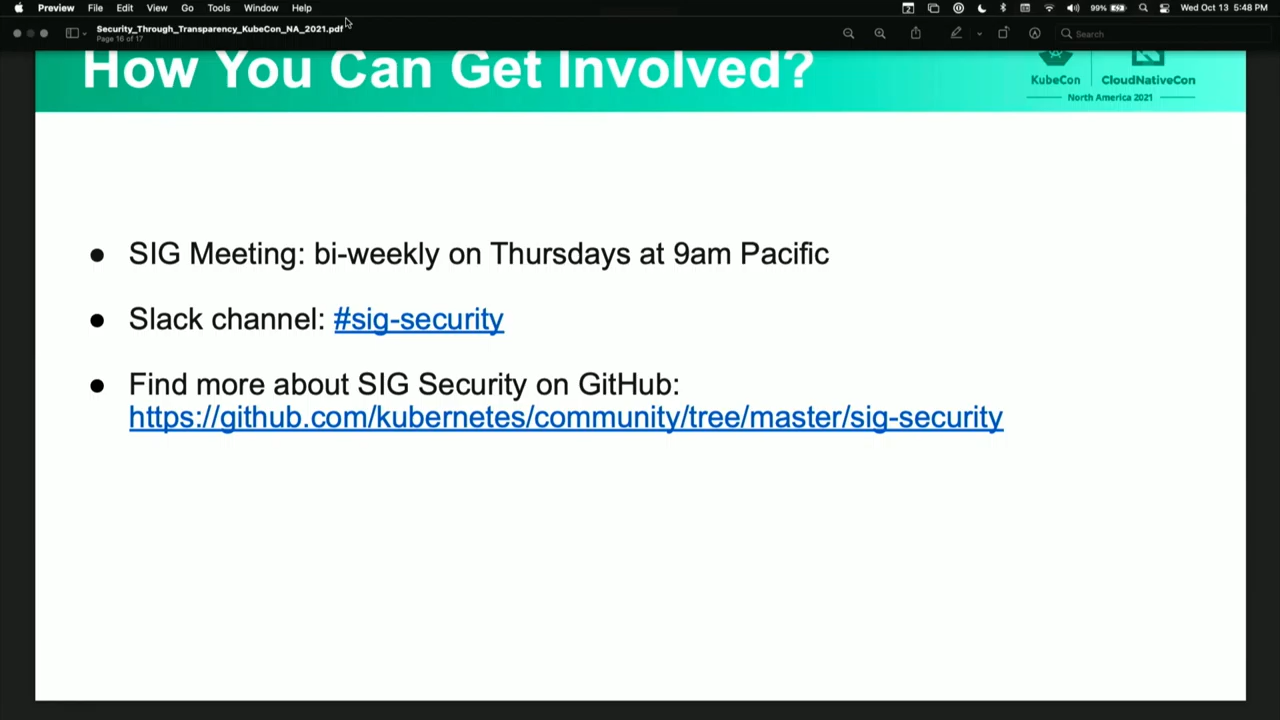 Preview File Edit View Go Tools Window Help
99% Wed Oct 13 5:48 PM
Security_Through_Transparency_KubeCon_NA_2021.pdf
Page 16 of 17
Search
How You Can Get Involved?
KubeCon CloudNativeCon
North America 2021
● SIG Meeting: bi-weekly on Thursdays at 9am Pacific
● Slack channel: #sig-security
● Find more about SIG Security on GitHub:
https://github.com/kubernetes/community/tree/master/sig-security